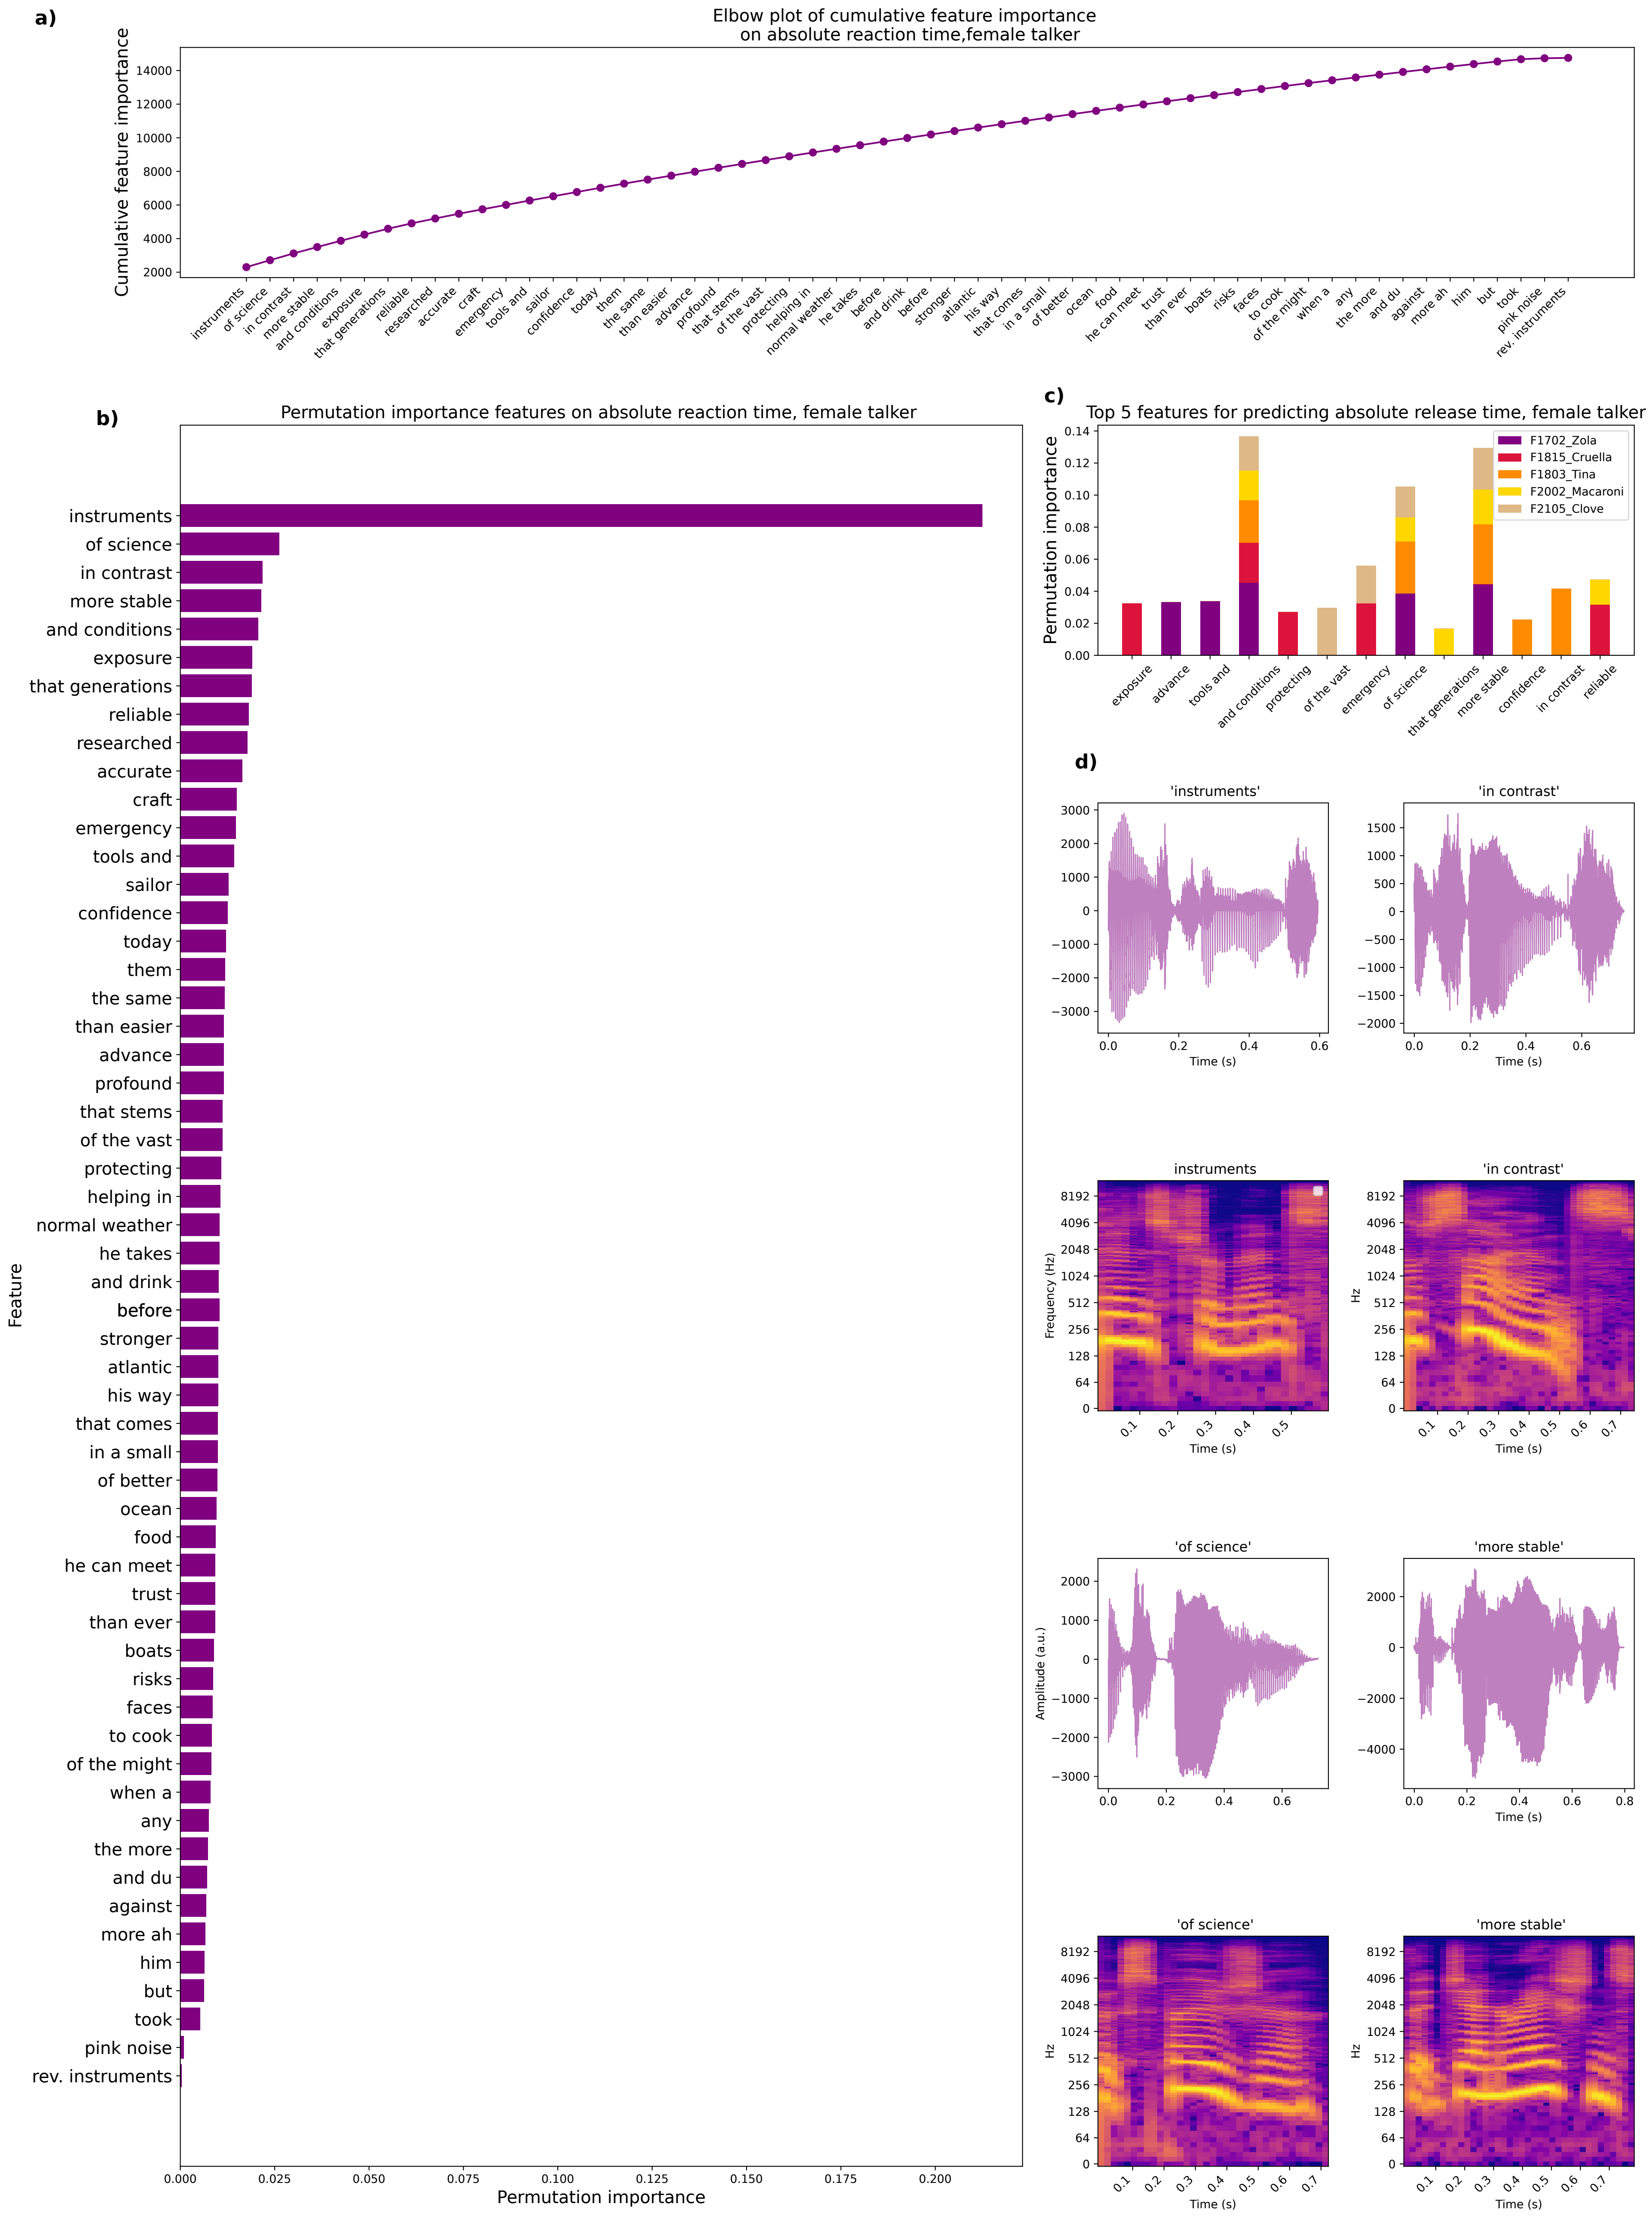 a)
Elbow plot of cumulative feature importance
on absolute reaction time,female talker
Cumulative feature importance
14000
12000
10000
8000
6000
4000
2000
instruments
of science
in contrast
more stable
and conditions
exposure
that generations
reliable
researched
accurate
craft
emergency
tools and
sailor
confidence
today
them
the same
than easier
advance
profound
that stems
of the vast
protecting
helping in
normal weather
he takes
before
and drink
before
stronger
atlantic
his way
that comes
in a small
of better
ocean
food
he can meet
trust
than ever
boats
risks
faces
to cook
of the might
when a
any
the more
and du
against
more ah
him
but
took
pink noise
rev. instruments
b)
Permutation importance features on absolute reaction time, female talker
Feature
instruments
of science
in contrast
more stable
and conditions
exposure
that generations
reliable
researched
accurate
craft
emergency
tools and
sailor
confidence
today
them
the same
than easier
advance
profound
that stems
of the vast
protecting
helping in
normal weather
he takes
and drink
before
stronger
atlantic
his way
that comes
in a small
of better
ocean
food
he can meet
trust
than ever
boats
risks
faces
to cook
of the might
when a
any
the more
and du
against
more ah
him
but
took
pink noise
rev. instruments
0.000 0.025 0.050 0.075 0.100 0.125 0.150 0.175 0.200
Permutation importance
c)
Top 5 features for predicting absolute release time, female talker
Permutation importance
0.14
0.12
0.10
0.08
0.06
0.04
0.02
0.00
F1702_Zola
F1815_Cruella
F1803_Tina
F2002_Macaroni
F2105_Clove
exposure
advance
tools and
and conditions
protecting
of the vast
emergency
of science
that generations
more stable
confidence
in contrast
reliable
d)
'instruments'
3000
2000
1000
0
−1000
−2000
−3000
0.0 0.2 0.4 0.6
Time (s)
'in contrast'
1500
1000
500
0
−500
−1000
−1500
−2000
0.0 0.2 0.4 0.6
Time (s)
instruments
Frequency (Hz)
8192
4096
2048
1024
512
256
128
64
0
0.1 0.2 0.3 0.4 0.5
Time (s)
'in contrast'
Hz
8192
4096
2048
1024
512
256
128
64
0
0.1 0.2 0.3 0.4 0.5 0.6 0.7
Time (s)
'of science'
Amplitude (a.u.)
2000
1000
0
−1000
−2000
−3000
0.0 0.2 0.4 0.6
'more stable'
2000
0
−2000
−4000
0.0 0.2 0.4 0.6 0.8
Time (s)
'of science'
Hz
8192
4096
2048
1024
512
256
128
64
0
0.1 0.2 0.3 0.4 0.5 0.6 0.7
Time (s)
'more stable'
Hz
8192
4096
2048
1024
512
256
128
64
0
0.1 0.2 0.3 0.4 0.5 0.6 0.7
Time (s)